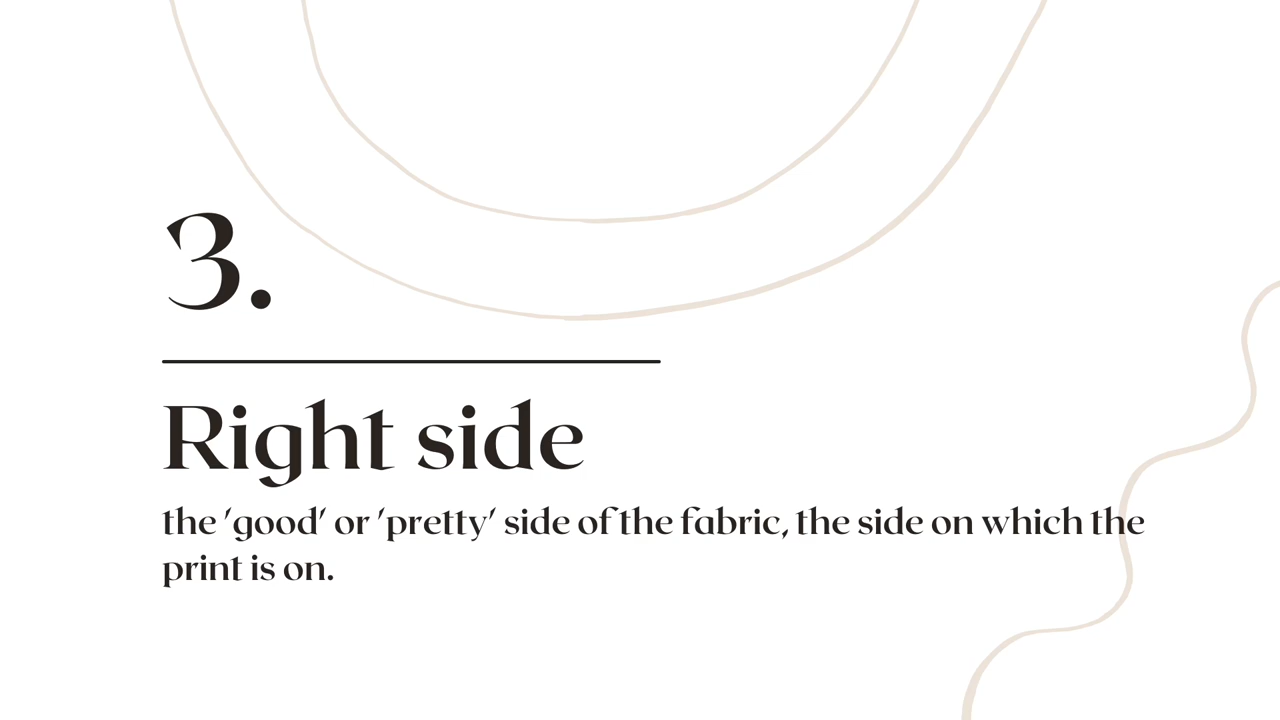 3.
Right side
the 'good' or 'pretty' side of the fabric, the side on which the
print is on.